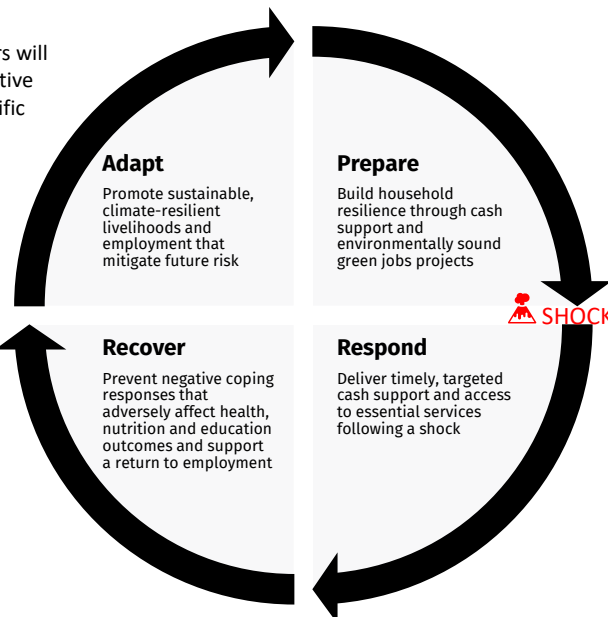 rs will
tive
ific
Adapt
Promote sustainable,
climate-resilient
livelihoods and
employment that
mitigate future risk
Prepare
Build household
resilience through cash
support and
environmentally sound
green jobs projects
SHOCK
Recover
Prevent negative coping
responses that
adversely affect health,
nutrition and education
outcomes and support
a return to employment
Respond
Deliver timely, targeted
cash support and access
to essential services
following a shock